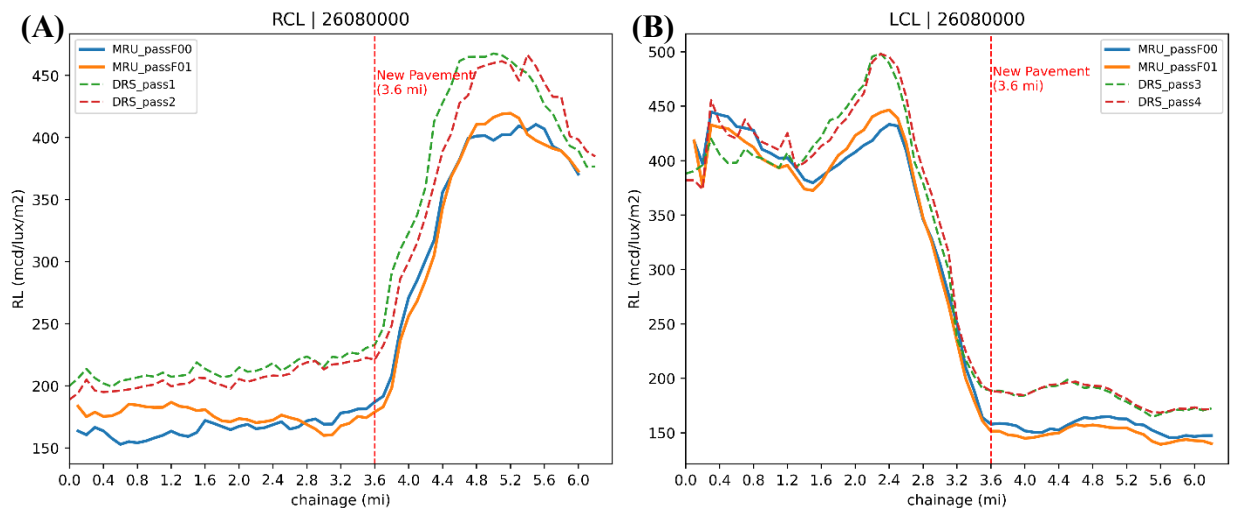 (A)
RCL | 26080000
RL (mcd/lux/m2)
450
400
350
300
250
200
150
MRU_passF00
MRU_passF01
DRS_pass1
DRS_pass2
New Pavement
(3.6 mi)
0.0 0.4 0.8 1.2 1.6 2.0 2.4 2.8 3.2 3.6 4.0 4.4 4.8 5.2 5.6 6.0
chainage (mi)
(B)
LCL | 26080000
RL (mcd/lux/m2)
500
450
400
350
300
250
200
150
MRU_passF00
MRU_passF01
DRS_pass3
DRS_pass4
New Pavement
(3.6 mi)
0.0 0.4 0.8 1.2 1.6 2.0 2.4 2.8 3.2 3.6 4.0 4.4 4.8 5.2 5.6 6.0
chainage (mi)